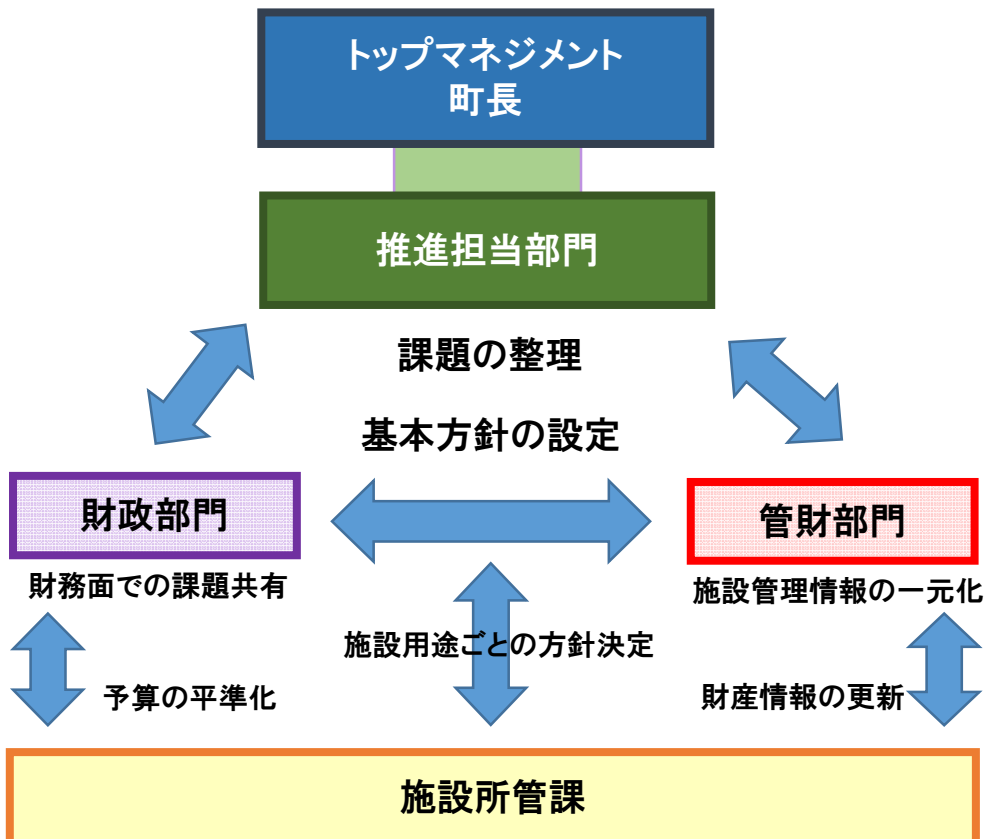 トップマネジメント
町長
推進担当部門
課題の整理
基本方針の設定
財政部門
管財部門
財務面での課題共有
施設管理情報の一元化
施設用途ごとの方針決定
予算の平準化
財産情報の更新
施設所管課